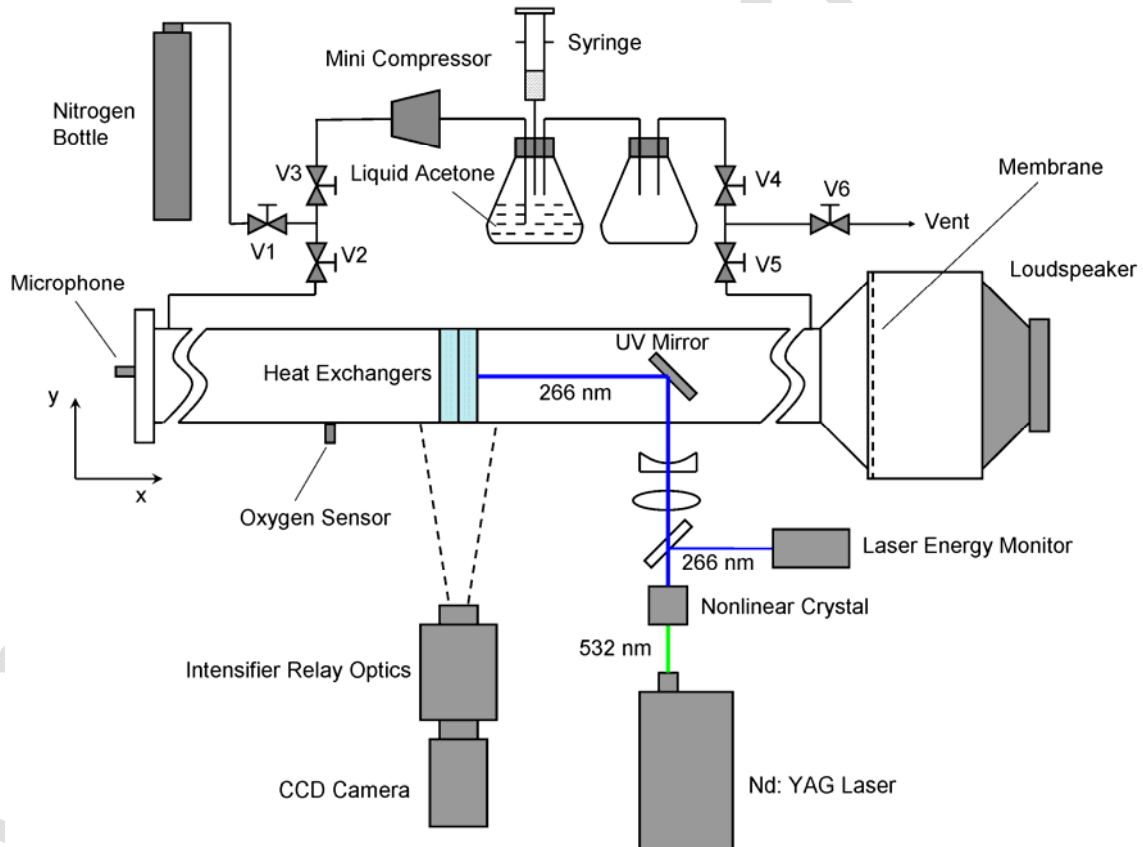 Syringe
Mini Compressor
Nitrogen
Bottle
V3
Liquid Acetone
V4
V6
Membrane
Vent
V1
V2
V5
Loudspeaker
Microphone
UV Mirror
Heat Exchangers
266 nm
y
x
Oxygen Sensor
266 nm
Laser Energy Monitor
Nonlinear Crystal
532 nm
Intensifier Relay Optics
CCD Camera
Nd: YAG Laser